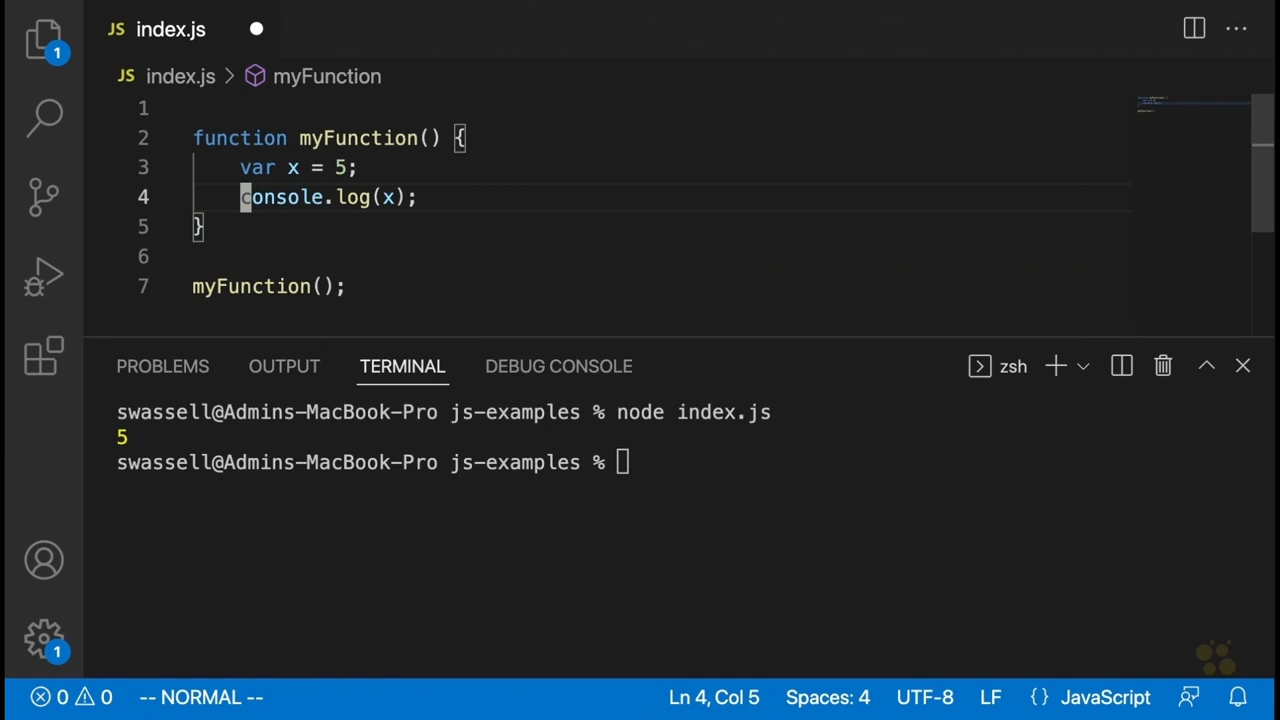 JS index.js
JS index.js > myFunction
1
2 function myFunction() {
3     var x = 5;
4     console.log(x);
5 }
6
7 myFunction();
PROBLEMS OUTPUT TERMINAL DEBUG CONSOLE zsh
swassell@Admins-MacBook-Pro js-examples % node index.js
5
swassell@Admins-MacBook-Pro js-examples %
1
1
0 0 -- NORMAL -- Ln 4, Col 5 Spaces: 4 UTF-8 LF {} JavaScript